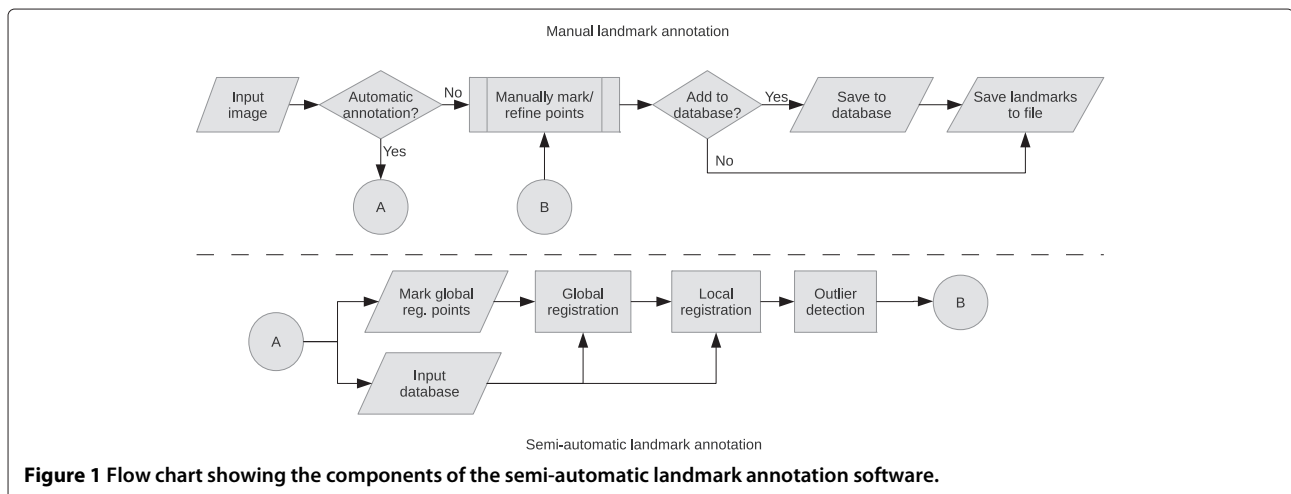 Manual landmark annotation
Input
image
Automatic
annotation?
No
Manually mark/
refine points
Add to
database?
Yes
Save to
database
Save landmarks
to file
Yes
No
A
B
Mark global
reg. points
Global
registration
Local
registration
Outlier
detection
B
A
Input
database
Semi-automatic landmark annotation
Figure 1 Flow chart showing the components of the semi-automatic landmark annotation software.